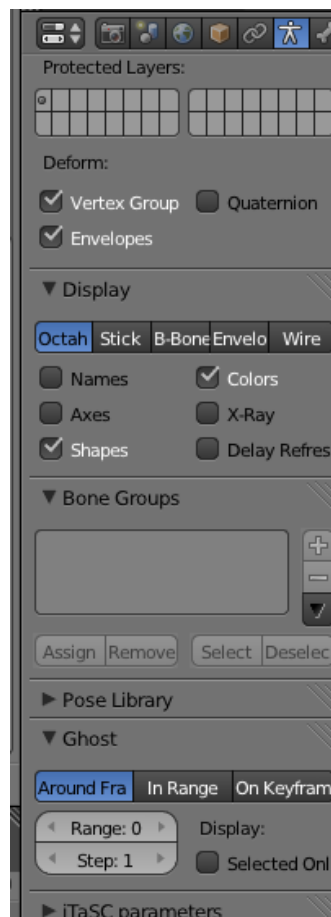 Protected Layers:
Deform:
Vertex Group Quaternion
Envelopes
Display
Octah Stick B-Bone Envelo Wire
Names Colors
Axes X-Ray
Shapes Delay Refres
Bone Groups
Assign Remove Select Deselec
Pose Library
Ghost
Around Fra In Range On Keyfram
Range: 0 Display:
Step: 1 Selected Onl
iTaSC parameters